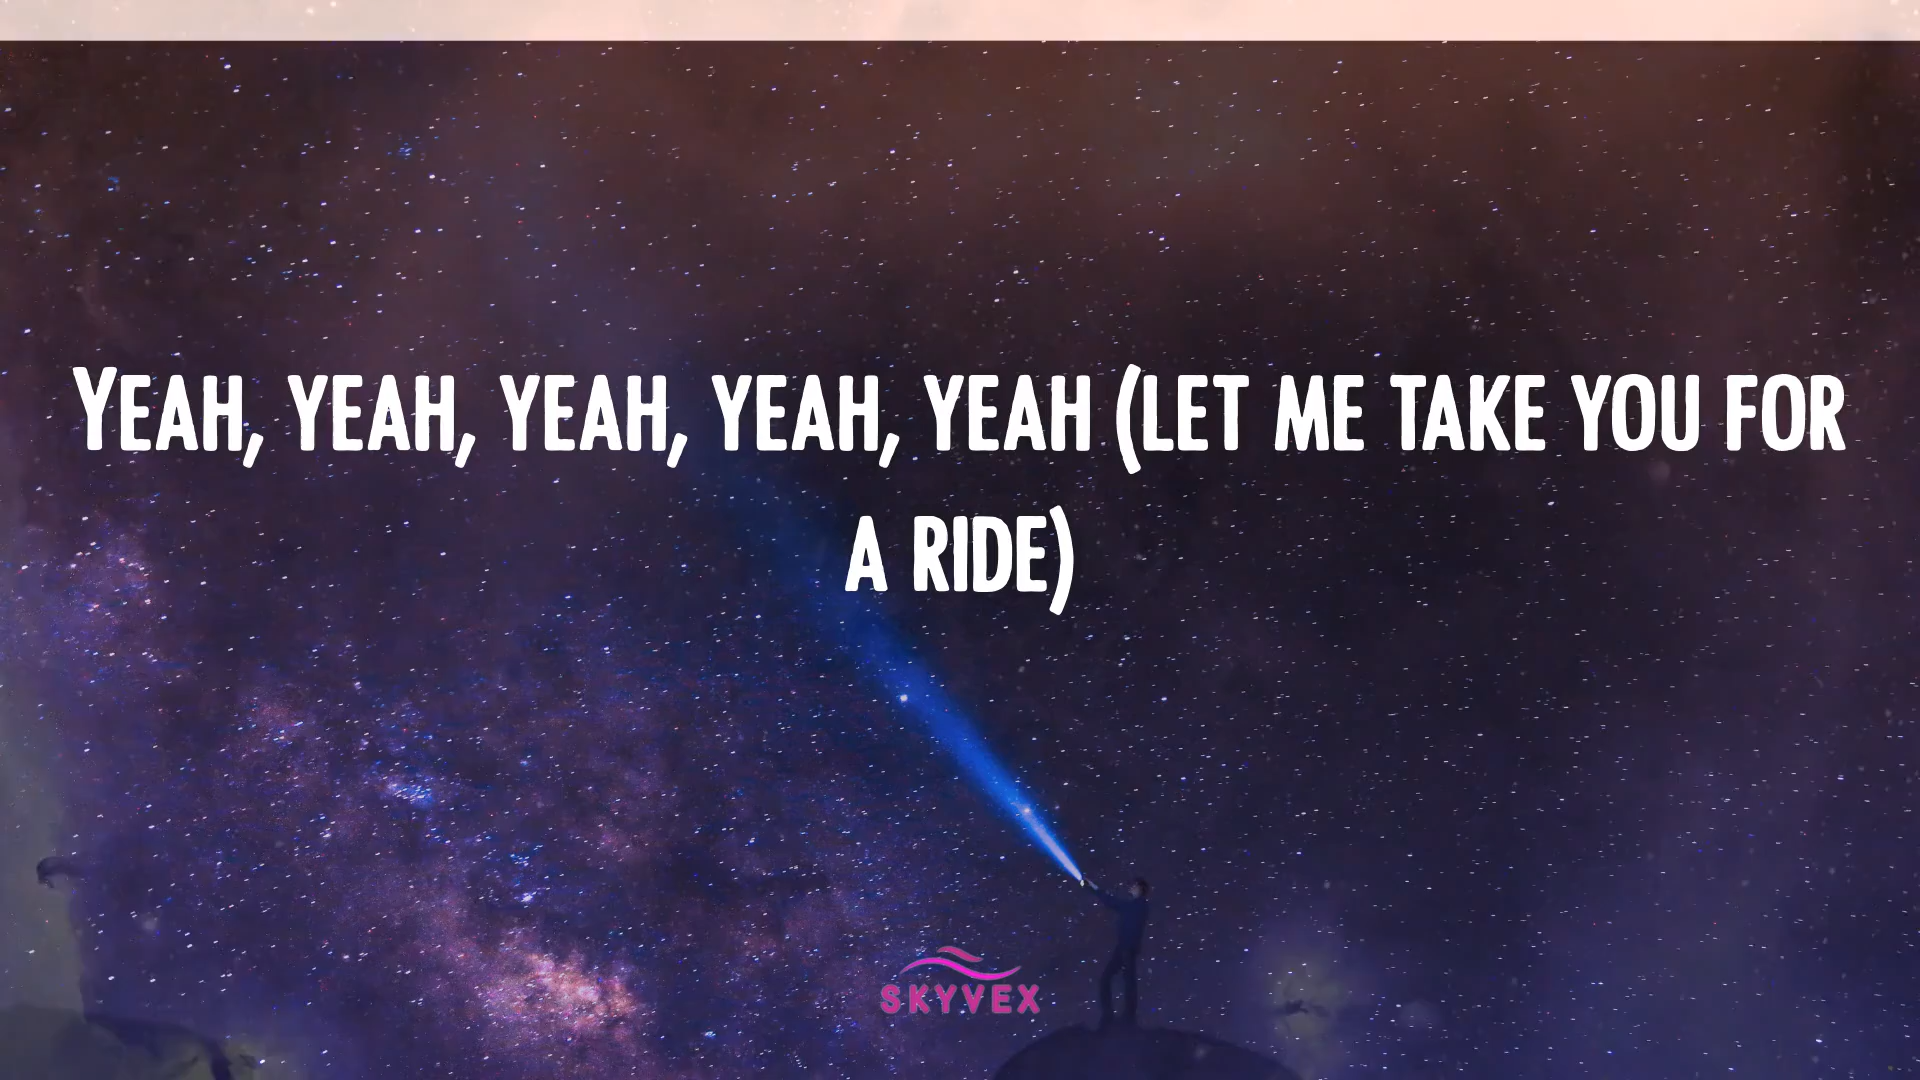 Yeah, yeah, yeah, yeah, yeah (let me take you for
a ride)
SKYVEX